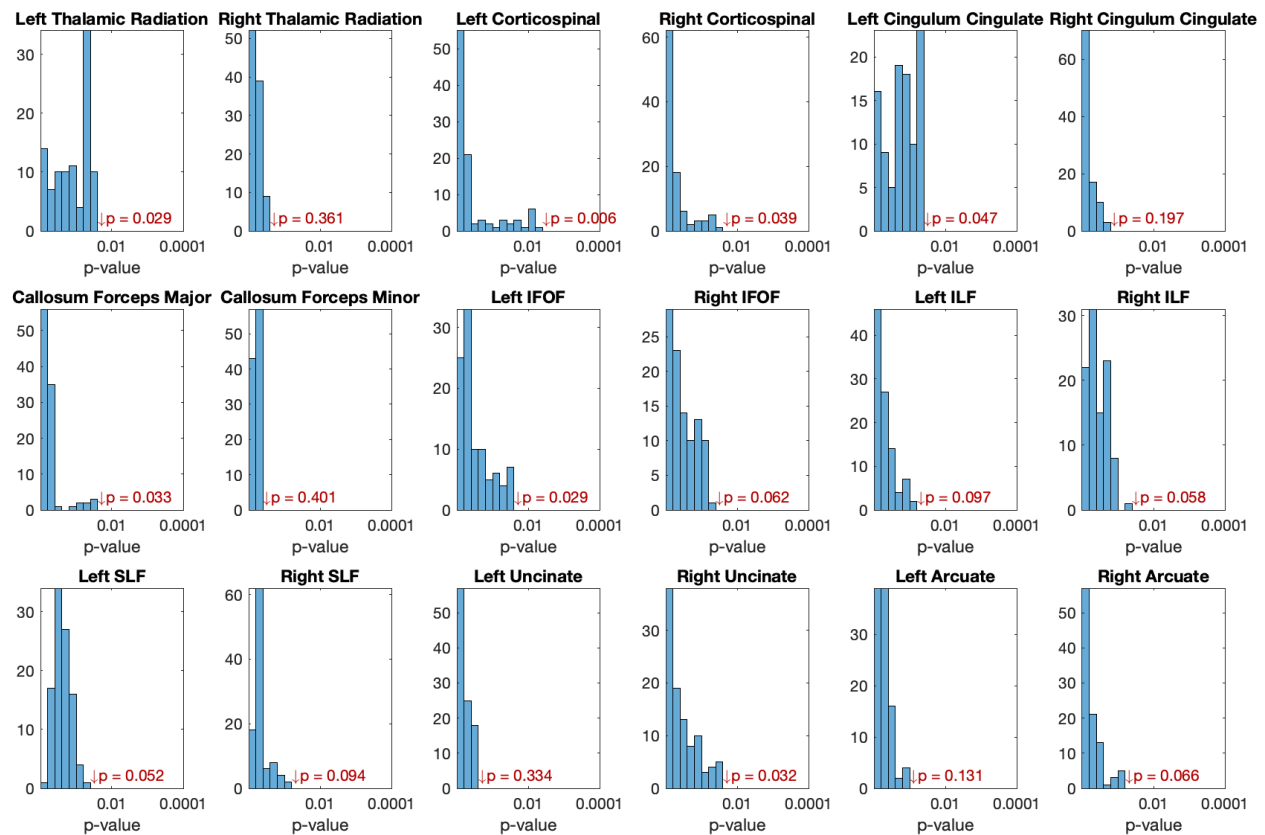 Left Thalamic Radiation Right Thalamic Radiation Left Corticospinal Right Corticospinal Left Cingulum Cingulate Right Cingulum Cingulate
30 50 50 60 20 60
20 40 40 40 15 40
10 30 30 20 10 20
0 20 20 0 5 0
10 10 0
0 0
↓p = 0.029 ↓p = 0.361 ↓p = 0.006 ↓p = 0.039 ↓p = 0.047 ↓p = 0.197
0.01 0.0001 0.01 0.0001 0.01 0.0001 0.01 0.0001 0.01 0.0001 0.01 0.0001
p-value p-value p-value p-value p-value p-value
Callosum Forceps Major Callosum Forceps Minor Left IFOF Right IFOF Left ILF Right ILF
50 50 30 25 40 30
40 40 20 20 30 20
30 30 10 15 20 10
20 20 0 10 10 0
10 10 5 0
0 0 0
↓p = 0.033 ↓p = 0.401 ↓p = 0.029 ↓p = 0.062 ↓p = 0.097 ↓p = 0.058
0.01 0.0001 0.01 0.0001 0.01 0.0001 0.01 0.0001 0.01 0.0001 0.01 0.0001
p-value p-value p-value p-value p-value p-value
Left SLF Right SLF Left Uncinate Right Uncinate Left Arcuate Right Arcuate
30 60 50 30 30 50
20 40 40 20 20 40
10 20 30 10 10 30
0 0 20 0 0 20
10 10
0 0
↓p = 0.052 ↓p = 0.094 ↓p = 0.334 ↓p = 0.032 ↓p = 0.131 ↓p = 0.066
0.01 0.0001 0.01 0.0001 0.01 0.0001 0.01 0.0001 0.01 0.0001 0.01 0.0001
p-value p-value p-value p-value p-value p-value